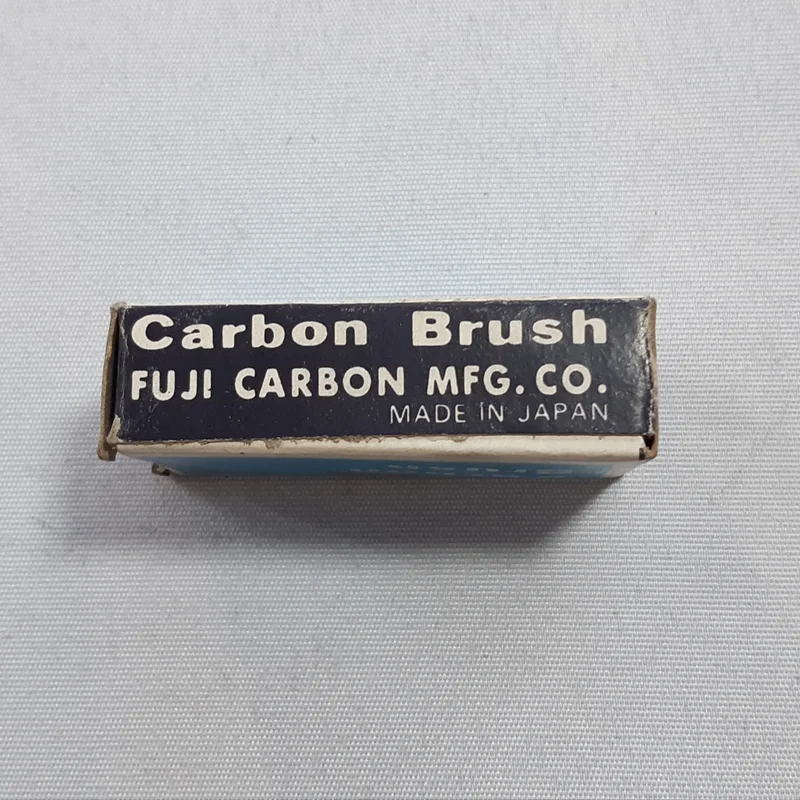 Carbon Brush
FUJI CARBON MFG. CO.
MADE IN JAPAN